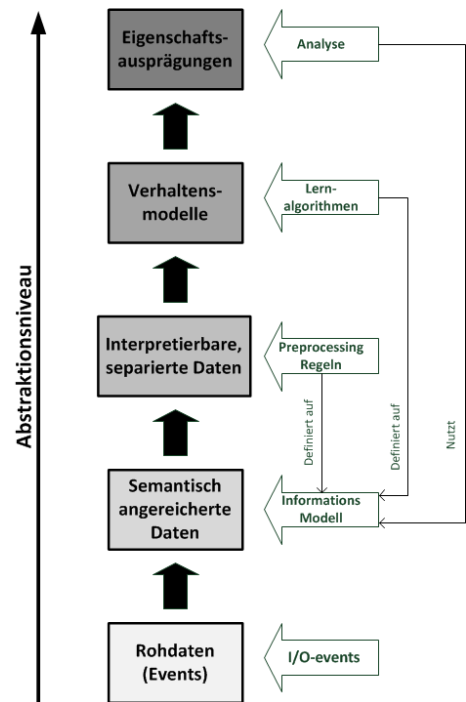 Eigenschafts-
ausprägungen
Analyse
Verhaltens-
modelle
Lern-
algorithmen
Interpretierbare,
separierte Daten
Preprocessing
Regeln
Abstraktionsniveau
Definiert auf
Definiert auf
Nutzt
Semantisch
angereicherte
Daten
Informations
Modell
Rohdaten
(Events)
I/O-events